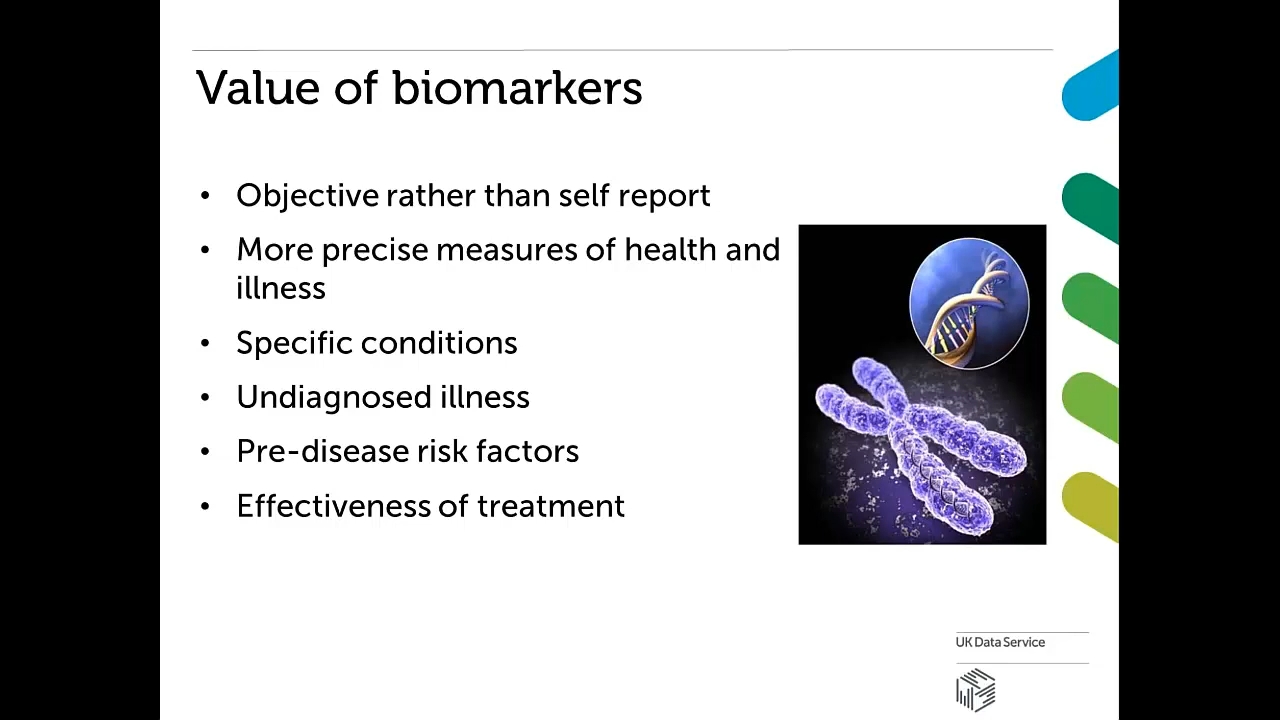 Value of biomarkers
• Objective rather than self report
• More precise measures of health and
illness
• Specific conditions
• Undiagnosed illness
• Pre-disease risk factors
• Effectiveness of treatment
UK Data Service